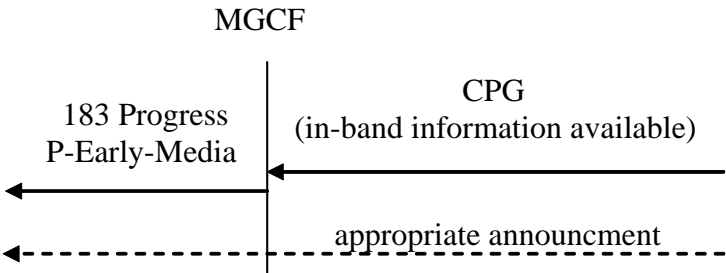 MGCF
183 Progress
P-Early-Media
CPG
(in-band information available)
appropriate announcment